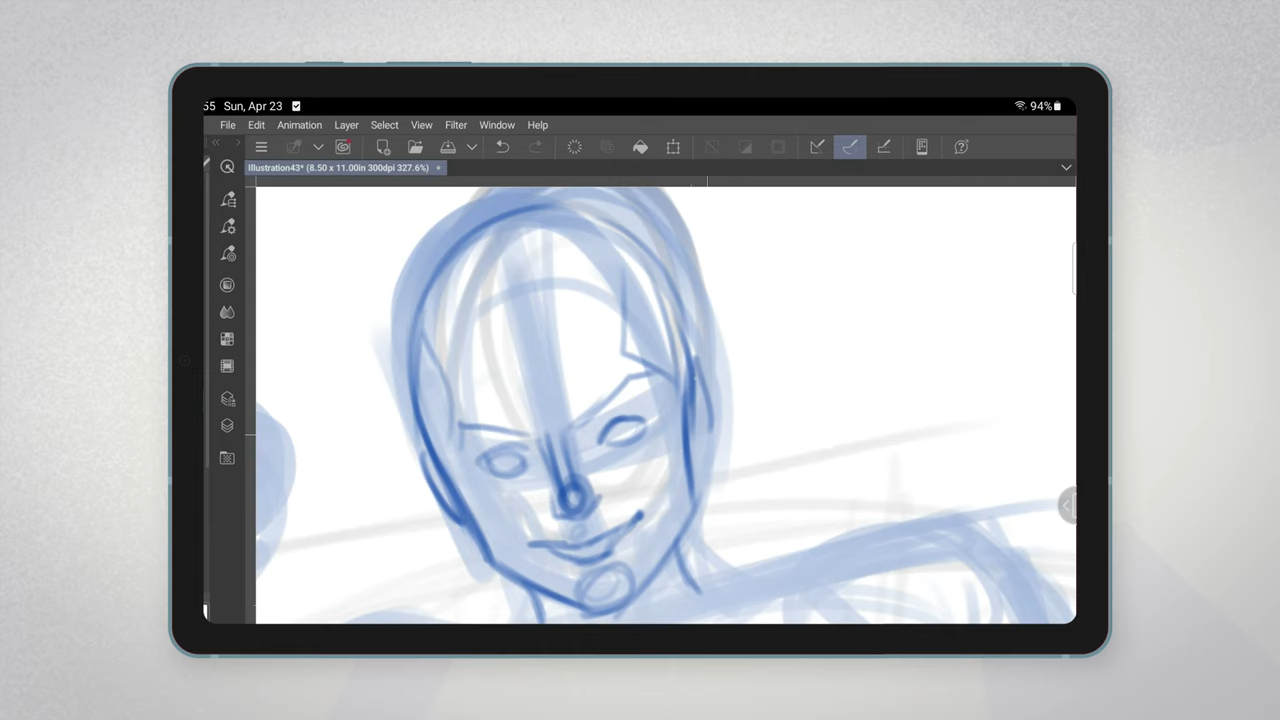 55 Sun, Apr 23 94%
File Edit Animation Layer Select View Filter Window Help
Illustration43* (8.50 x 11.00in 300dpi 327.6%)